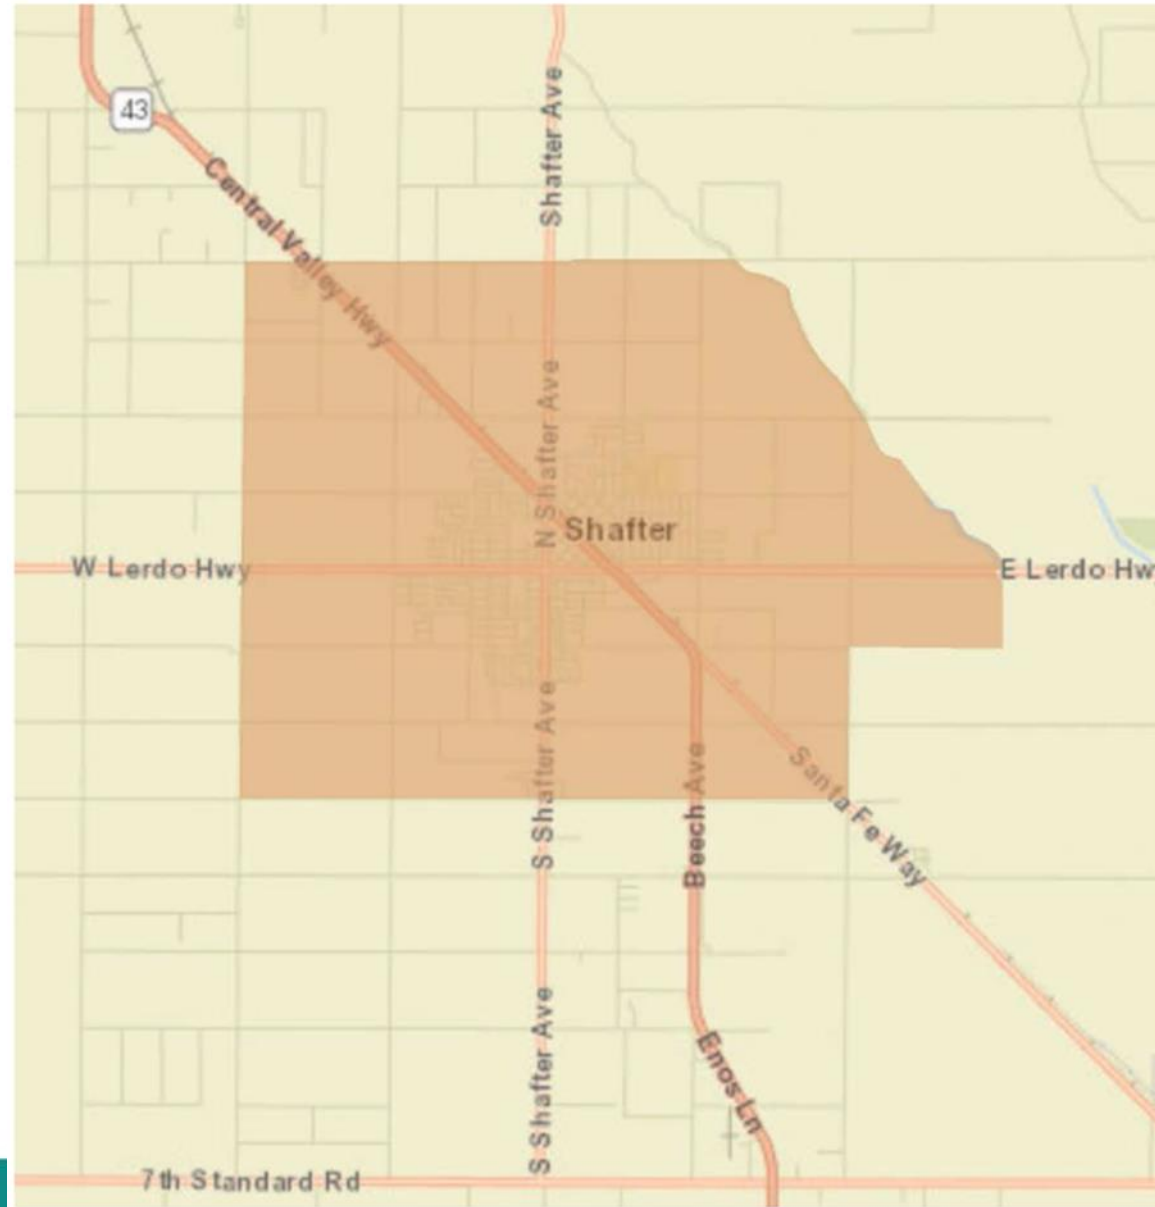 Shafter Ave
43
Central Valley Hwy
N Shafter Ave
Shafter
W Lerdo Hwy
E Lerdo Hw
S Shafter Ave
Beech Ave
Santa Fe Way
S Shafter Ave
Enos Ln
7th Standard Rd